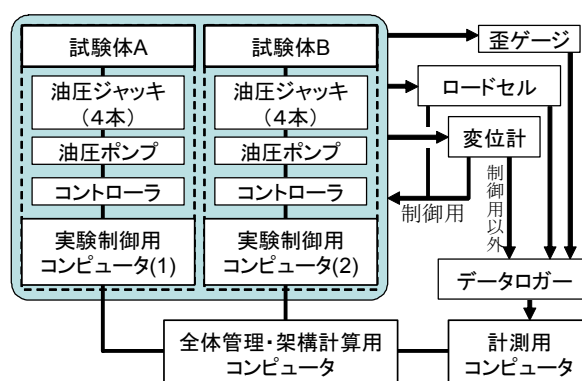 試験体A
試験体B
歪ゲージ
油圧ジャッキ
(4本)
油圧ジャッキ
(4本)
ロードセル
油圧ポンプ
油圧ポンプ
変位計
コントローラ
コントローラ
制御用
制御用以外
実験制御用
コンピュータ(1)
実験制御用
コンピュータ(2)
データロガー
全体管理・架構計算用
コンピュータ
計測用
コンピュータ